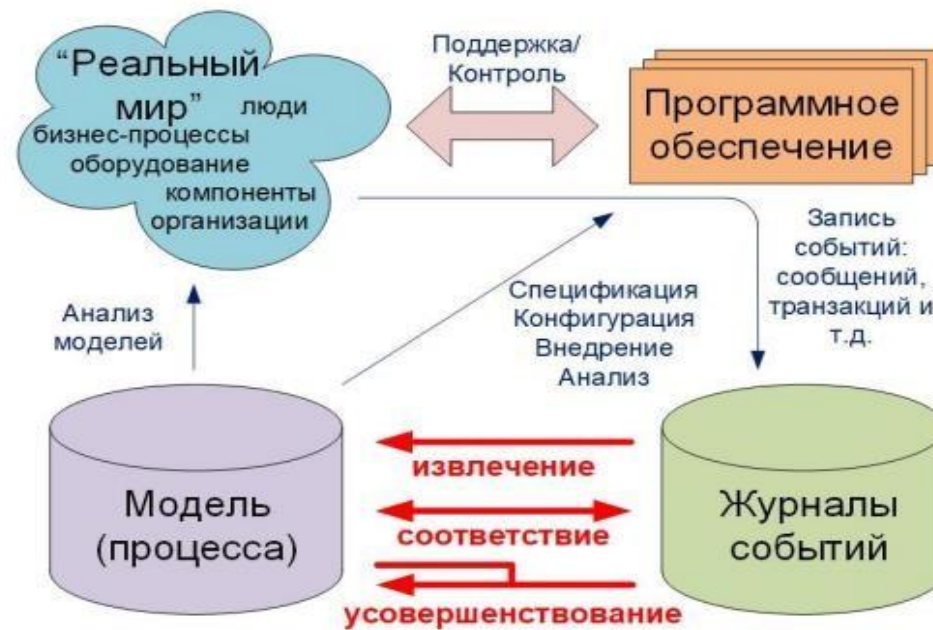 “Реальный
мир” люди
бизнес-процессы
оборудование
компоненты
организации
Поддержка/
Контроль
Программное
обеспечение
Анализ
моделей
Спецификация
Конфигурация
Внедрение
Анализ
Запись
событий:
сообщений,
транзакций и
т.д.
Модель
(процесса)
извлечение
соответствие
усовершенствование
Журналы
событий